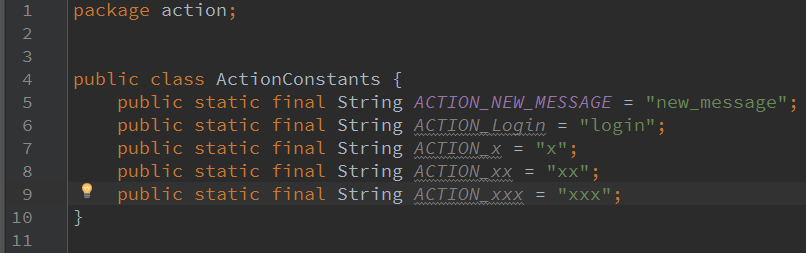 1 package action;
2
3
4 public class ActionConstants {
5     public static final String ACTION_NEW_MESSAGE = "new_message";
6     public static final String ACTION_Login = "login";
7     public static final String ACTION_x = "x";
8     public static final String ACTION_xx = "xx";
9     public static final String ACTION_xxx = "xxx";
10 }
11